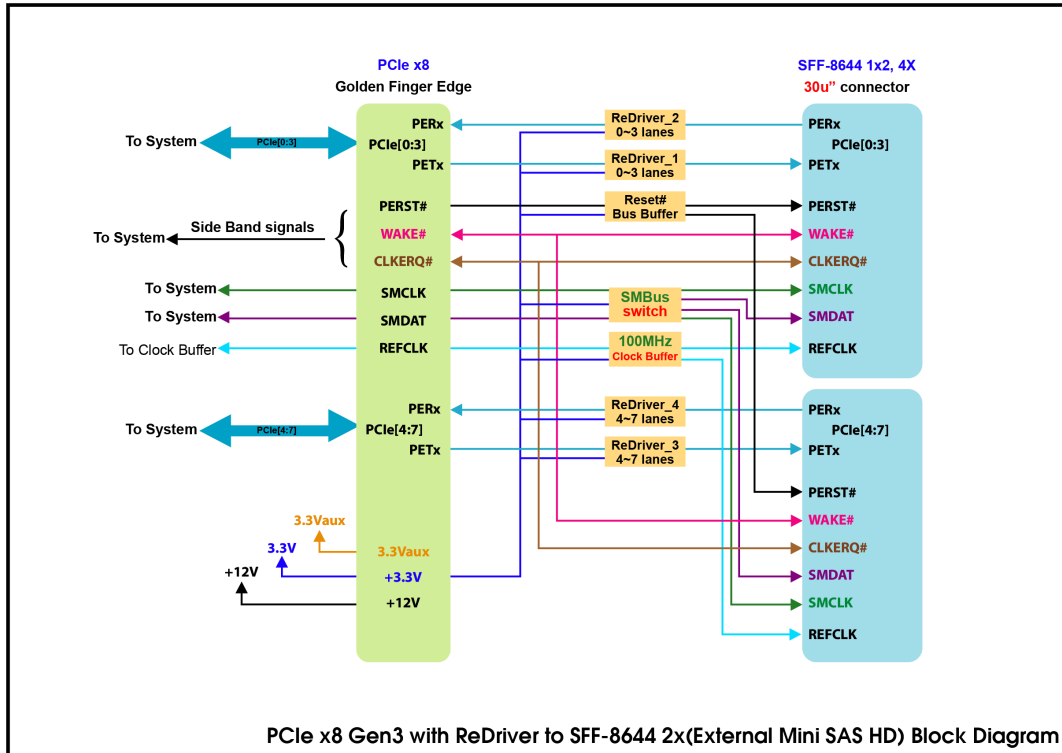 PCIe x8
Golden Finger Edge
SFF-8644 1x2, 4X
30u” connector
To System
PCIe[0:3]
PERx
PCIe[0:3]
PETx
ReDriver_2
0~3 lanes
ReDriver_1
0~3 lanes
PERx
PCIe[0:3]
PETx
Side Band signals
To System
PERST#
WAKE#
CLKERQ#
Reset#
Bus Buffer
PERST#
WAKE#
CLKERQ#
To System
SMCLK
SMBus
switch
SMCLK
To System
SMDAT
SMDAT
To Clock Buffer
REFCLK
100MHz
Clock Buffer
REFCLK
To System
PCIe[4:7]
PERx
PCIe[4:7]
PETx
ReDriver_4
4~7 lanes
ReDriver_3
4~7 lanes
PERx
PCIe[4:7]
PETx
PERST#
WAKE#
CLKERQ#
SMDAT
SMCLK
REFCLK
3.3Vaux
3.3V
+12V
3.3Vaux
+3.3V
+12V
PCIe x8 Gen3 with ReDriver to SFF-8644 2x(External Mini SAS HD) Block Diagram